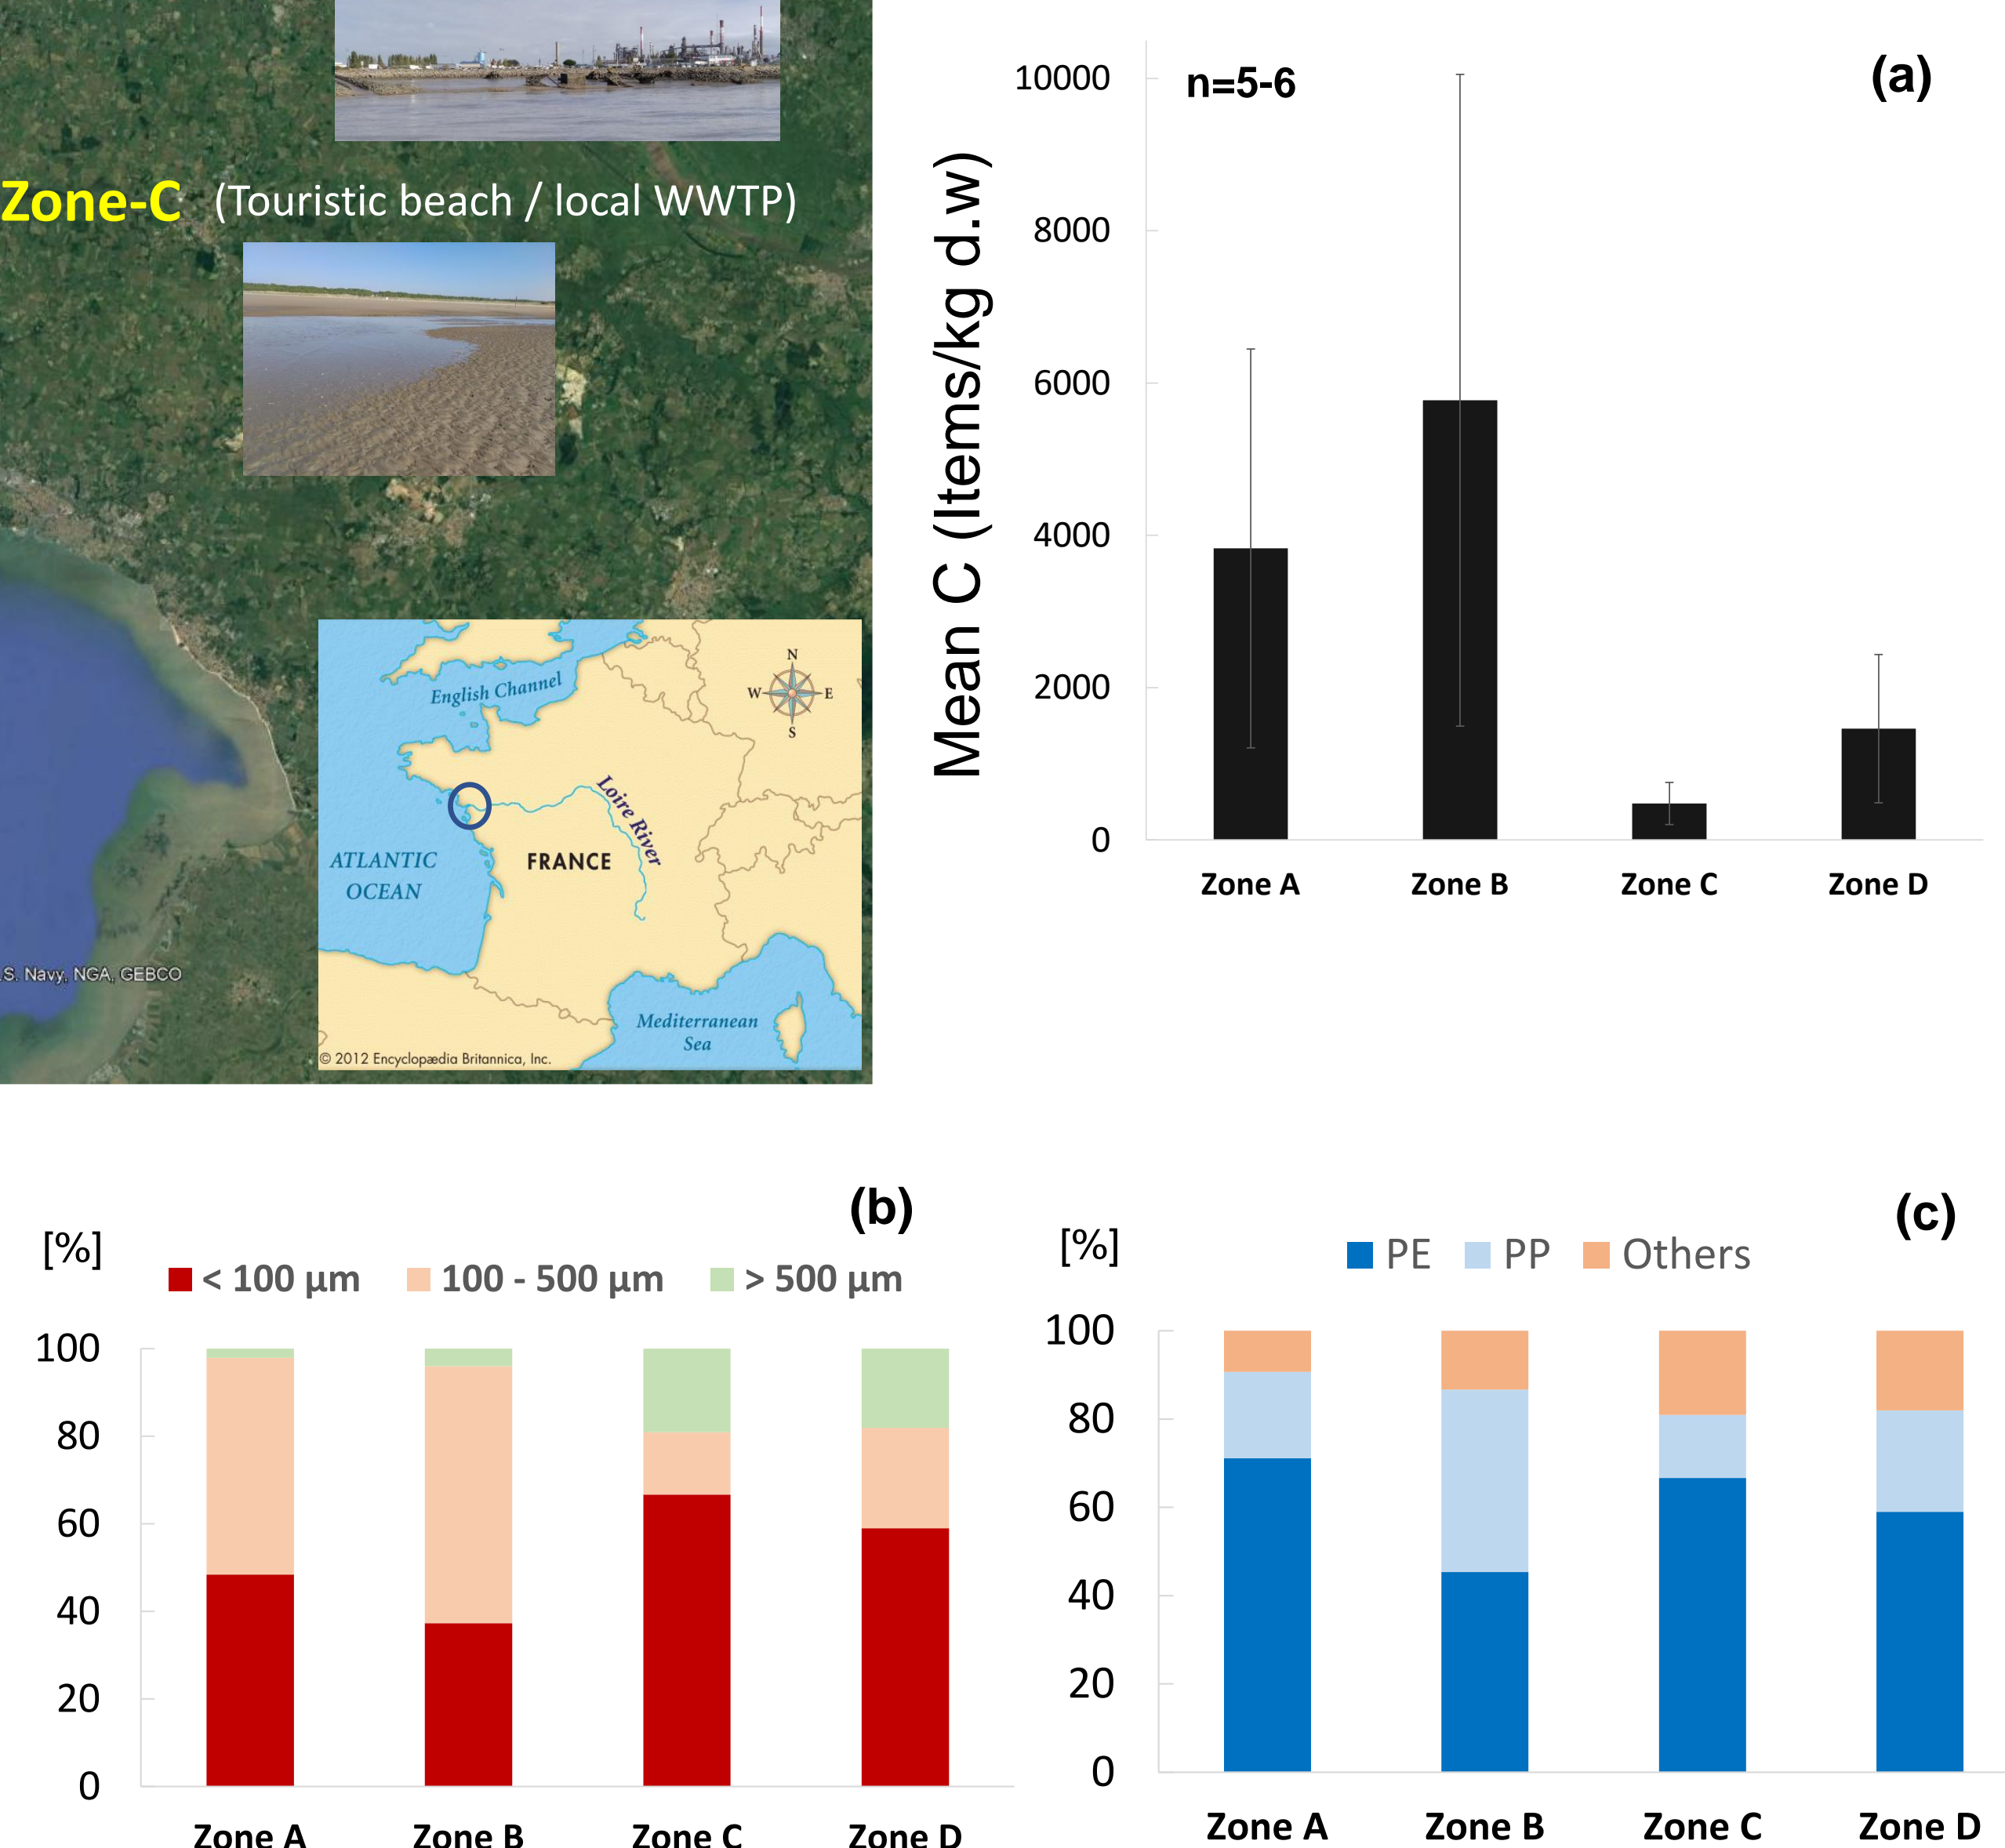 Zone-C (Touristic beach / local WWTP)
English Channel
N
W
E
S
Loire River
ATLANTIC
OCEAN
FRANCE
Mediterranean
Sea
© 2012 Encyclopædia Britannica, Inc.
S. Navy, NGA, GEBCO
(a)
n=5-6
Mean C (Items/kg d.w)
10000
8000
6000
4000
2000
0
Zone A Zone B Zone C Zone D
(b)
[%]
< 100 µm 100 - 500 µm > 500 µm
100
80
60
40
20
0
Zone A Zone B Zone C Zone D
(c)
[%]
PE PP Others
100
80
60
40
20
0
Zone A Zone B Zone C Zone D